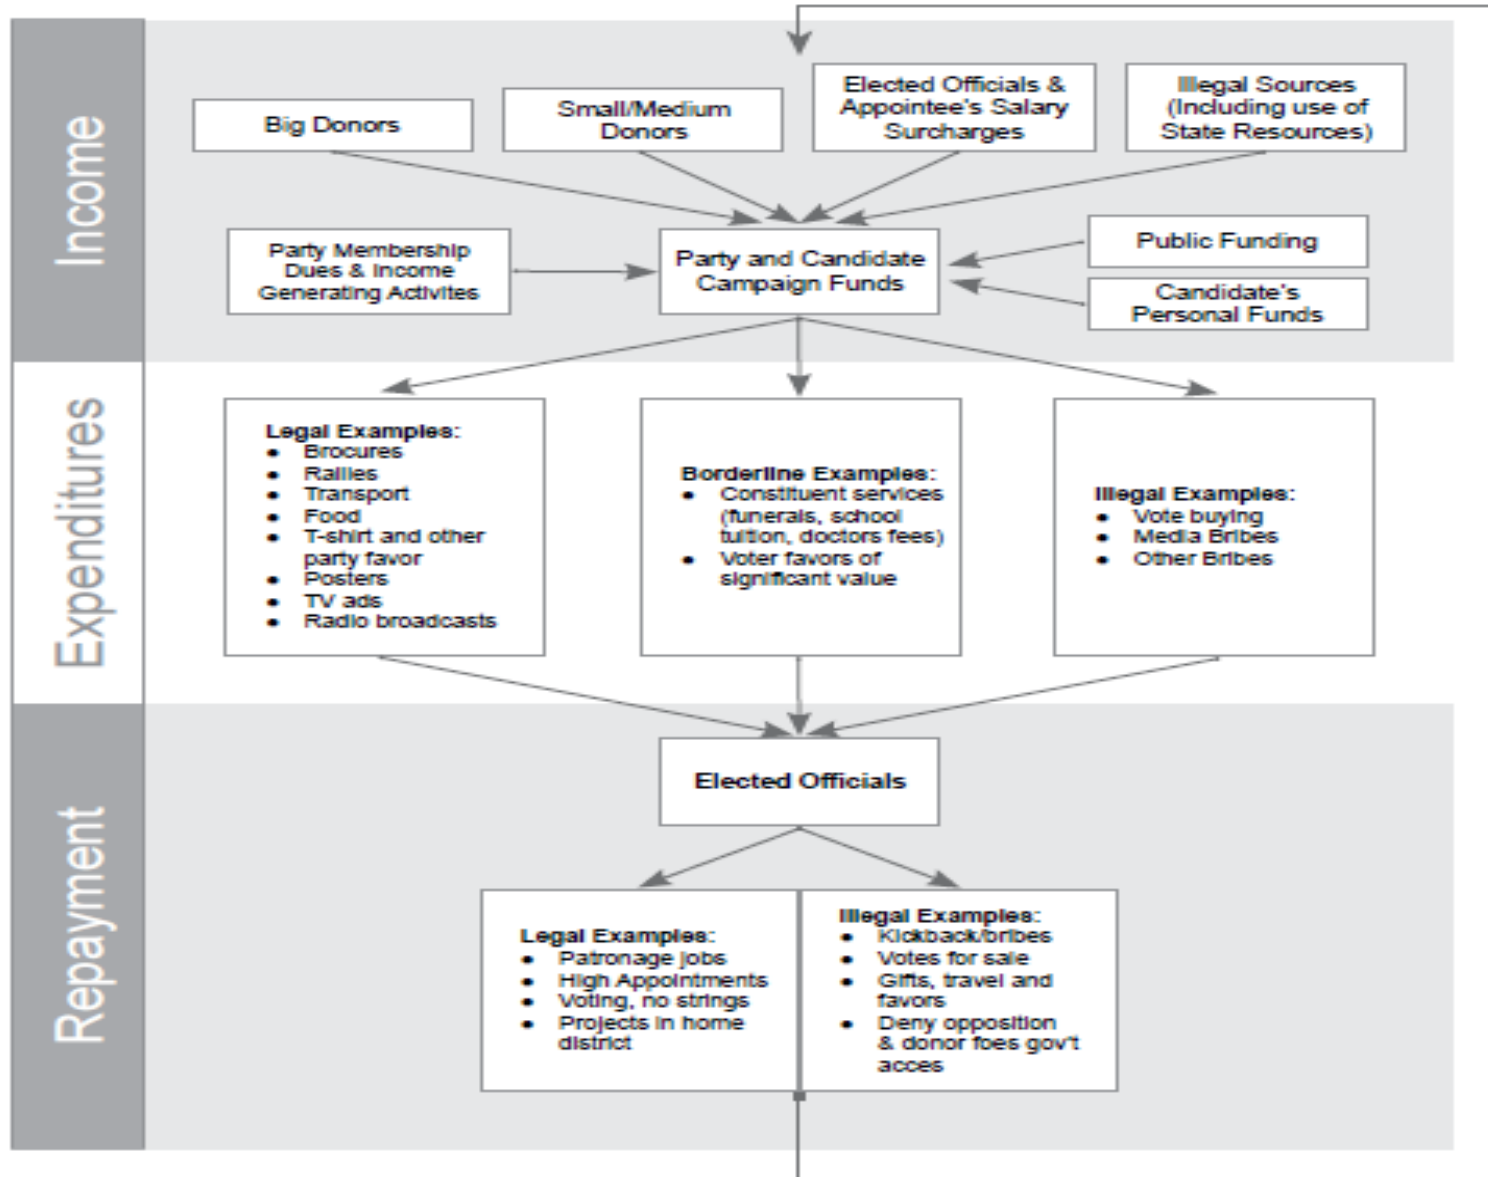 Income
Big Donors
Small/Medium
Donors
Elected Officials &
Appointee's Salary
Surcharges
Illegal Sources
(Including use of
State Resources)
Party Membership
Dues & Income
Generating Activites
Party and Candidate
Campaign Funds
Public Funding
Candidate's
Personal Funds
Expenditures
Legal Examples:
● Brocures
● Rallies
● Transport
● Food
● T-shirt and other
party favor
● Posters
● TV ads
● Radio broadcasts
Borderline Examples:
● Constituent services
(funerals, school
tuition, doctors fees)
● Voter favors of
significant value
Illegal Examples:
● Vote buying
● Media Bribes
● Other Bribes
Repayment
Elected Officials
Legal Examples:
● Patronage jobs
● High Appointments
● Voting, no strings
● Projects in home
district
Illegal Examples:
● Kickback/bribes
● Votes for sale
● Gifts, travel and
favors
● Deny opposition
& donor foes gov't
acces